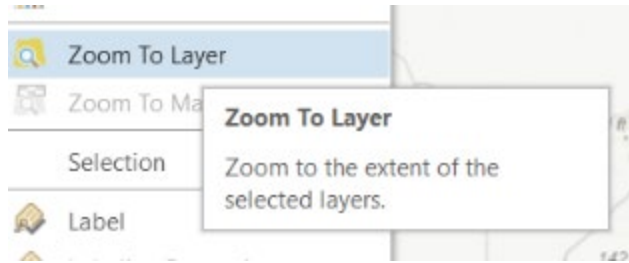 Zoom To Layer
Zoom To Ma
Zoom To Layer
Zoom to the extent of the
selected layers.
Selection
Label
142